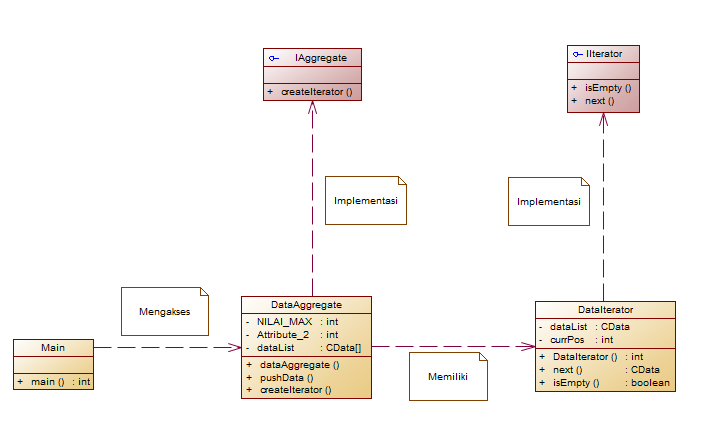 IAggregate
+ createIterator ()
IIterator
+ isEmpty ()
+ next ()
Implementasi
Implementasi
Mengakses
DataAggregate
- NILAI_MAX : int
- Attribute_2 : int
- dataList : CData[]
+ dataAggregate ()
+ pushData ()
+ createIterator ()
DataIterator
- dataList : CData
- currPos : int
+ DataIterator () : int
+ next () : CData
+ isEmpty () : boolean
Main
+ main () : int
Memiliki